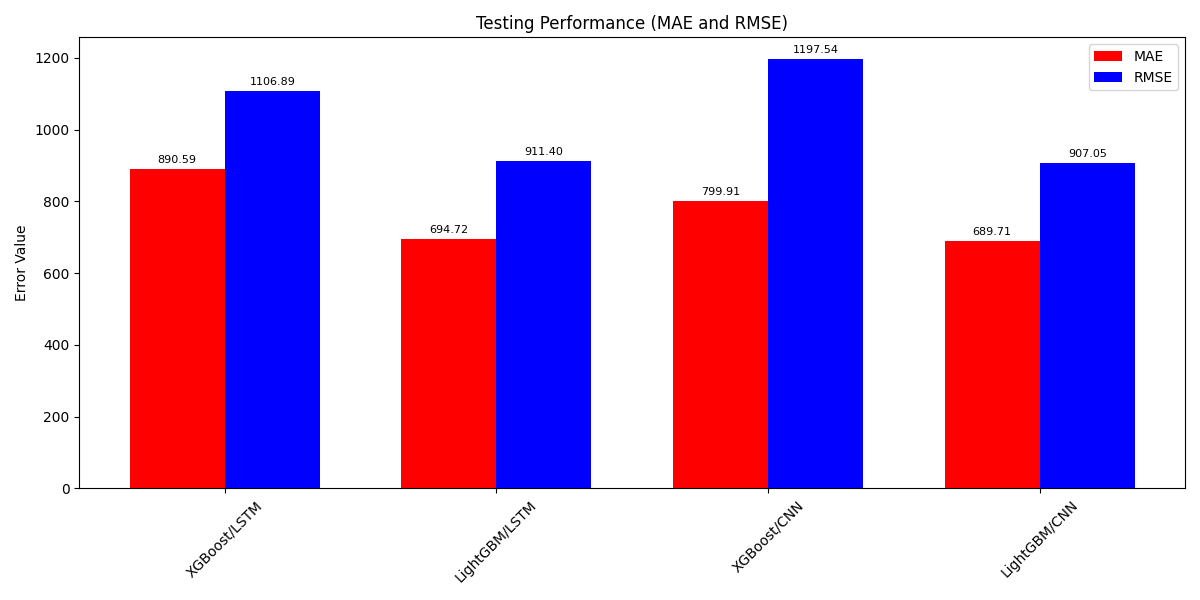 Testing Performance (MAE and RMSE)
MAE
RMSE
Error Value
1200
1000
800
600
400
200
0
890.59
1106.89
694.72
911.40
799.91
1197.54
689.71
907.05
XGBoost/LSTM
LightGBM/LSTM
XGBoost/CNN
LightGBM/CNN